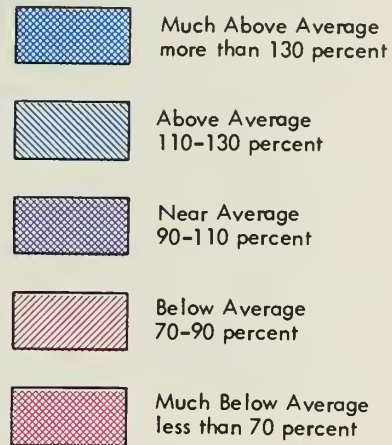 Much Above Average
more than 130 percent
Above Average
110-130 percent
Near Average
90-110 percent
Below Average
70-90 percent
Much Below Average
less than 70 percent